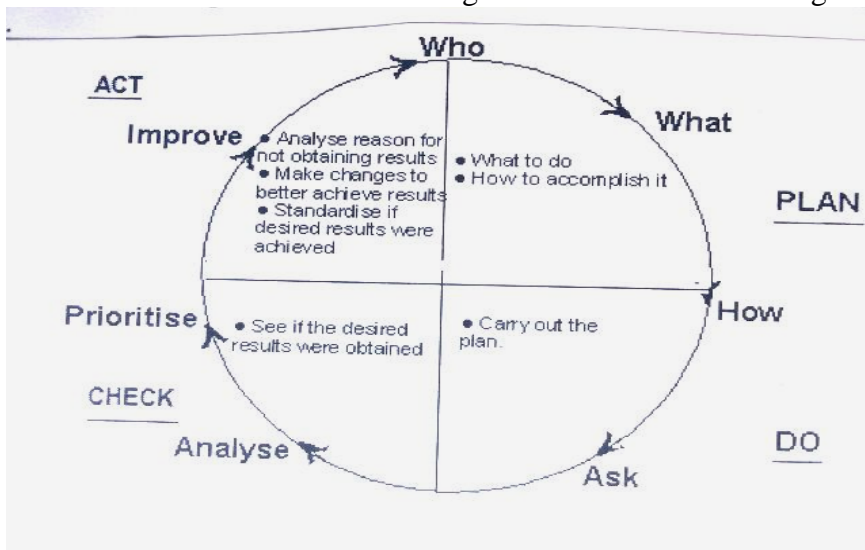 Who
ACT
What
Improve
● Analyse reason for
not obtaining results
● Make changes to
better achieve results
● Standardise if
desired results were
achieved
● What to do
● How to accomplish it
PLAN
How
Prioritise
● See if the desired
results were obtained
● Carry out the
plan.
CHECK
Analyse
DO
Ask